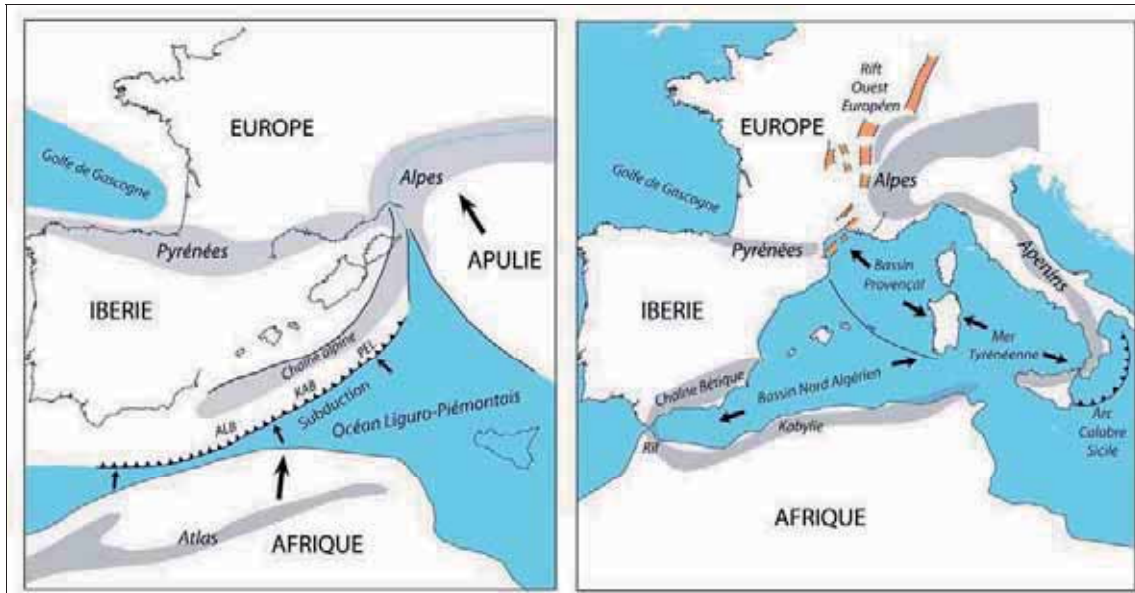 EUROPE
Golfe de Gascogne
Alpes
Pyrénées
APULIE
IBERIE
Chaîne alpine
PEL
KAB
Subduction
ALB
Océan Liguro-Piémontais
Atlas
AFRIQUE
Rift
Ouest
Européen
EUROPE
Golfe de Gascogne
Alpes
Pyrénées
Bassin
Provençal
Apenins
IBERIE
Mer
Tyrénéenne
Chaîne Bétique
Bassin Nord Algérien
Kabylie
Rif
Arc
Calabre
Sicile
AFRIQUE